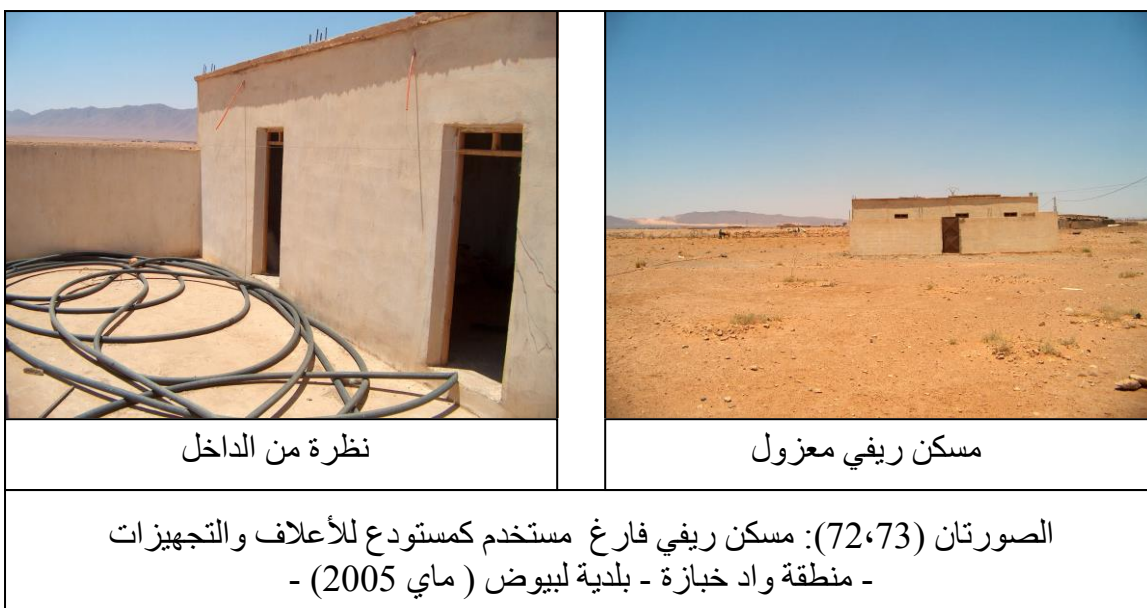 مسكن ريفي معزول
نظرة من الداخل
الصورتان (72،73): مسكن ريفي فارغ مستخدم كمستودع للأعلاف والتجهيزات
- منطقة واد خبازة - بلدية لبيوض ( ماي 2005) -